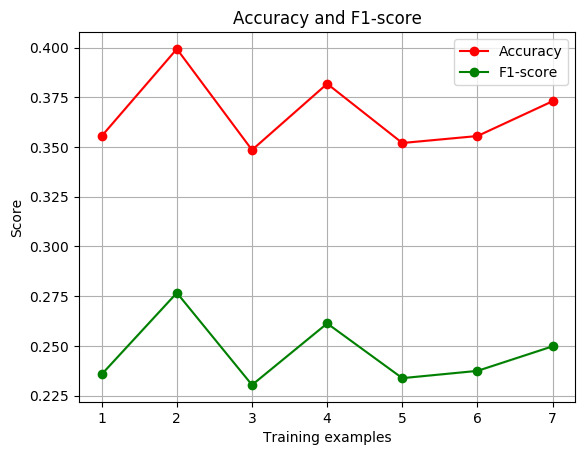 Accuracy and F1-score
Accuracy
F1-score
0.400
0.375
0.350
0.325
0.300
0.275
0.250
0.225
Score
1 2 3 4 5 6 7
Training examples